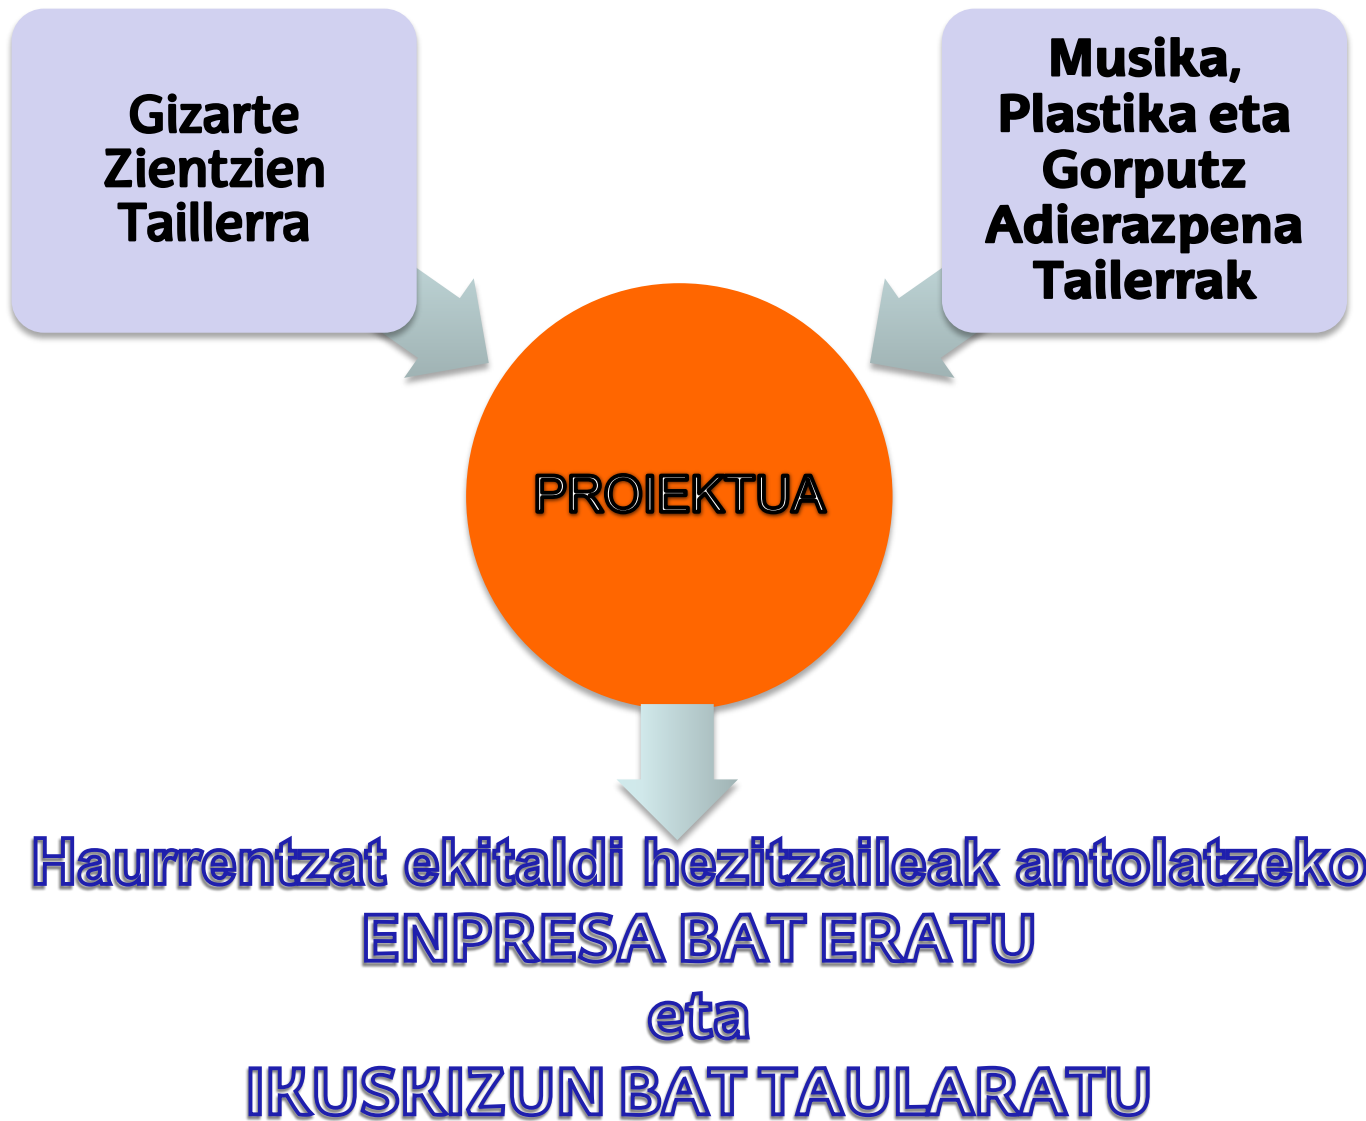 Gizarte
Zientzien
Taillerra
Musika,
Plastika eta
Gorputz
Adierazpena
Tailerrak
PROIEKTUA
Haurrentzat ekitaldi hezitzaileak antolatzeko
ENPRESA BAT ERATU
eta
IKUSKIZUN BAT TAULARATU